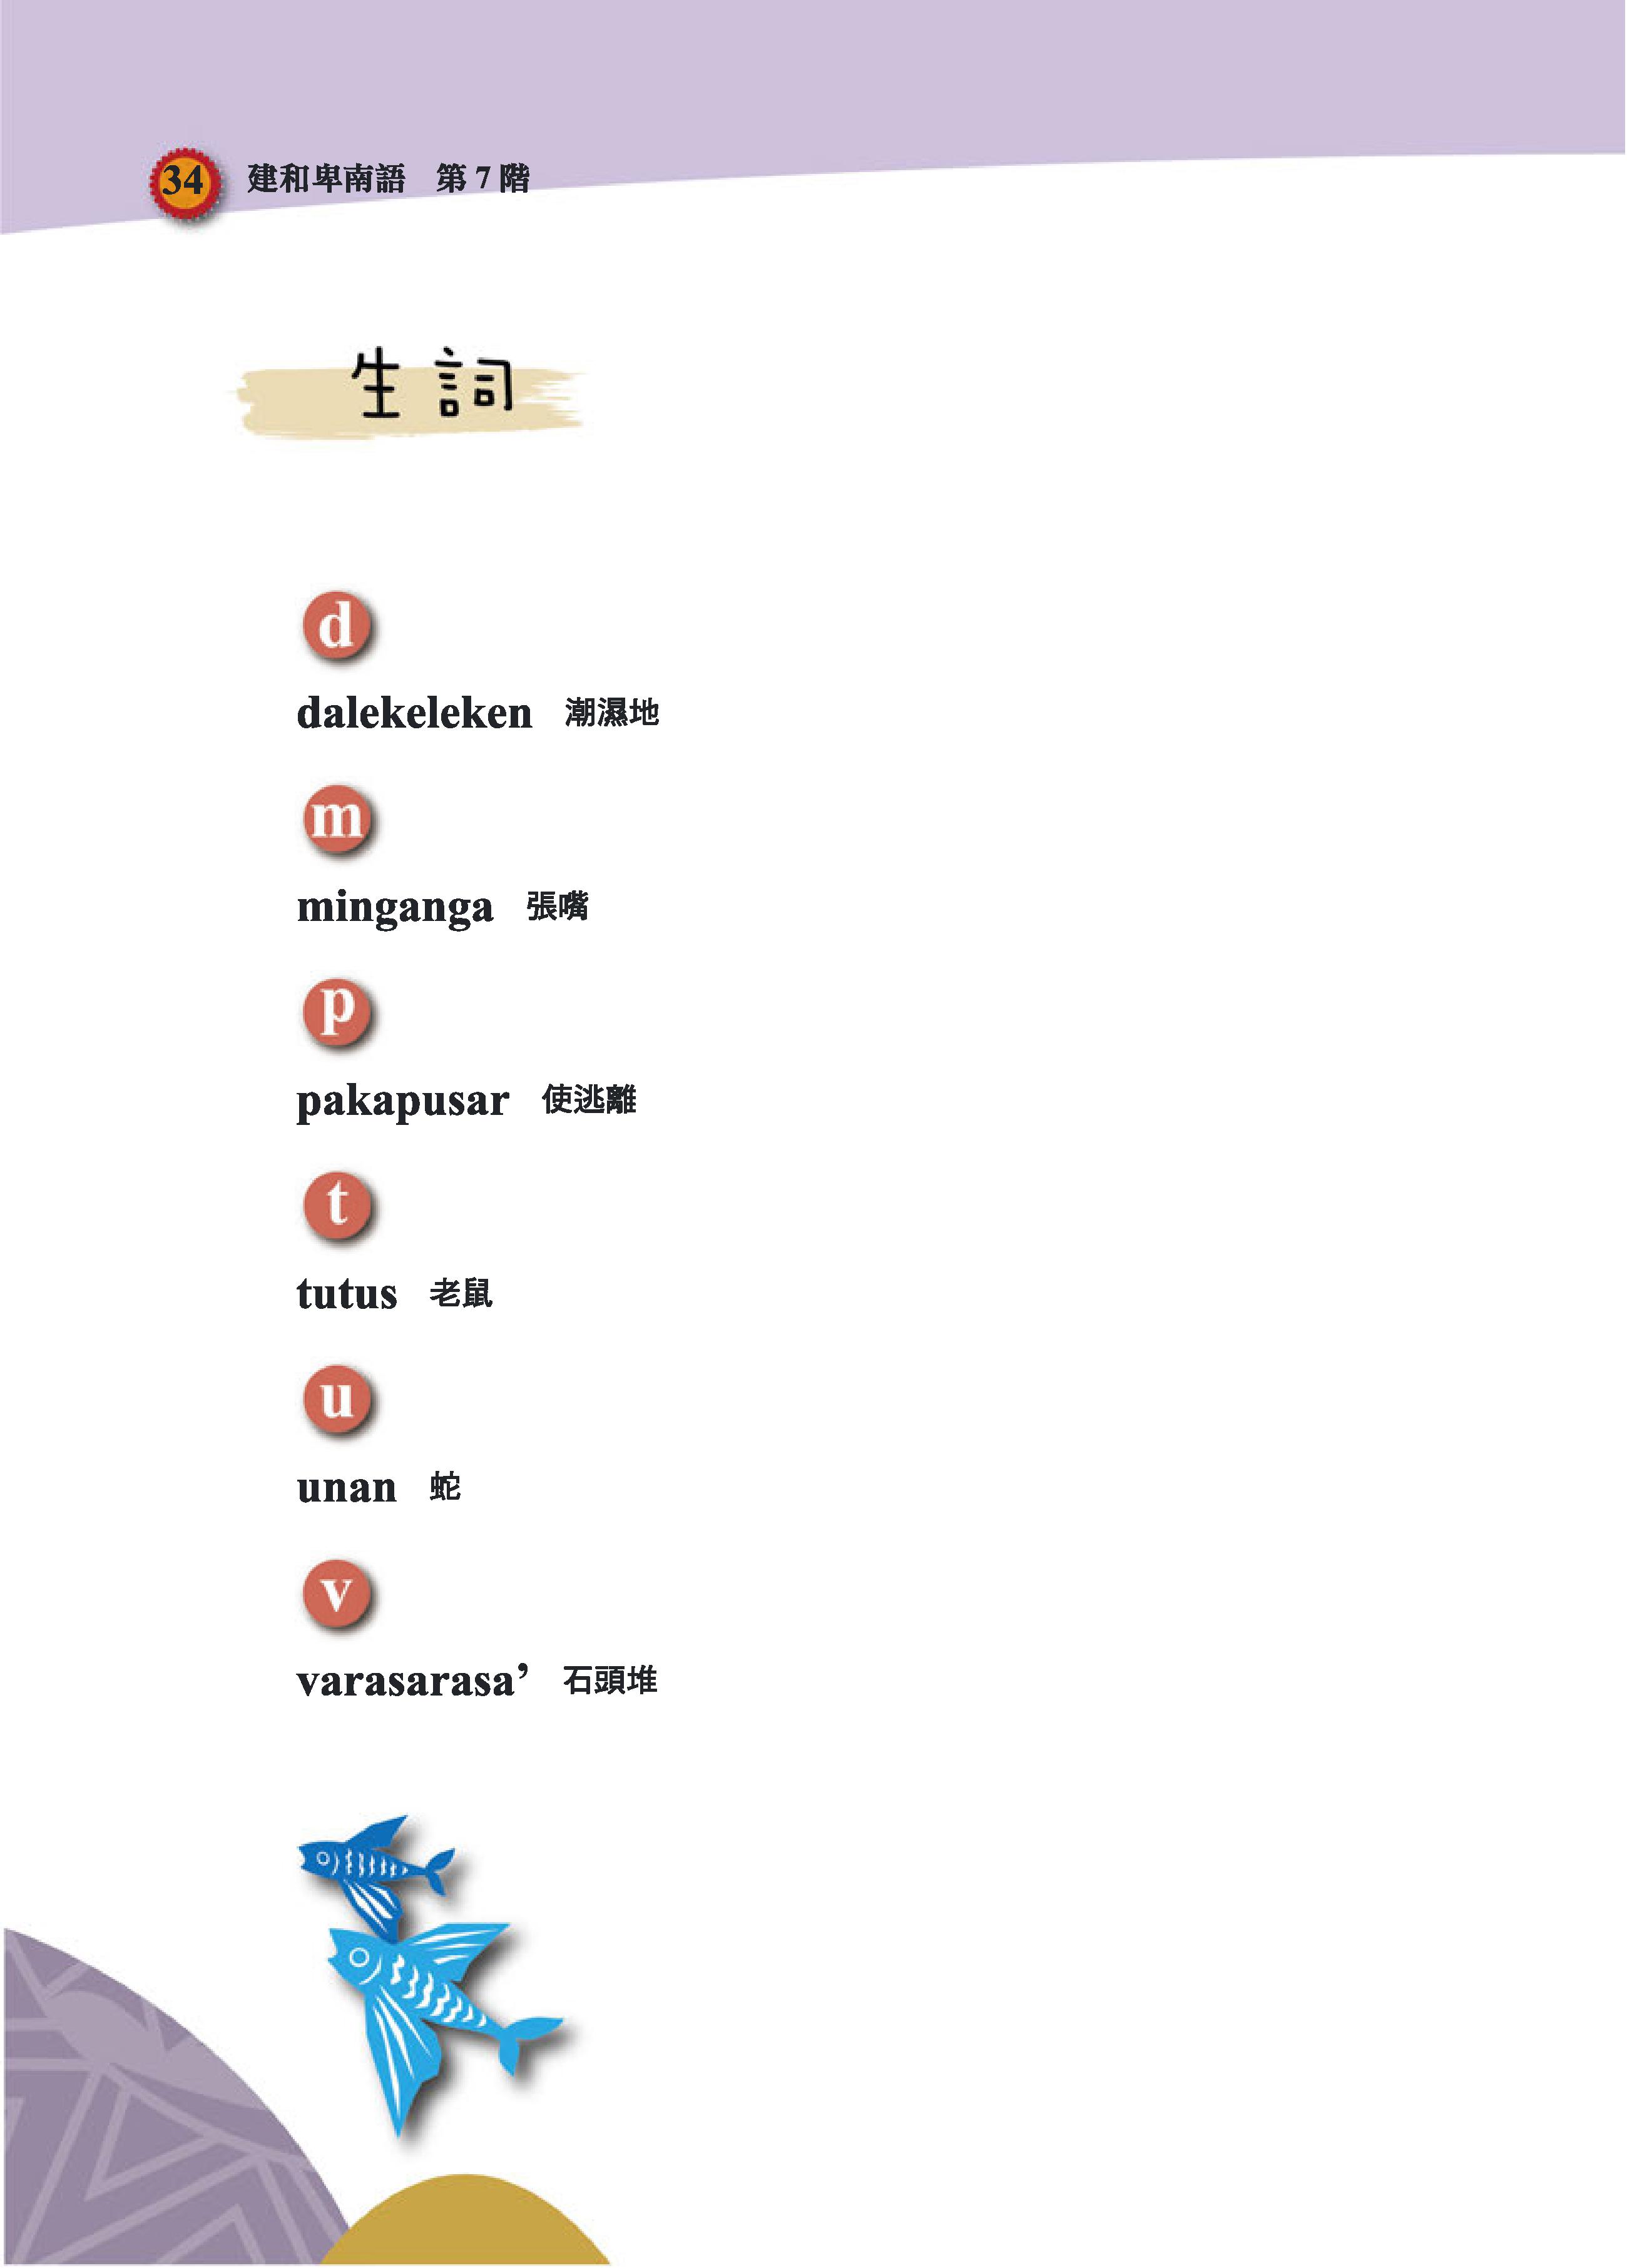 34 建和卑南語 第7階
生詞
d
dalekeleken 潮濕地
m
minganga 張嘴
p
pakapusar 使逃離
t
tutus 老鼠
u
unan 蛇
v
varasarasa’ 石頭堆